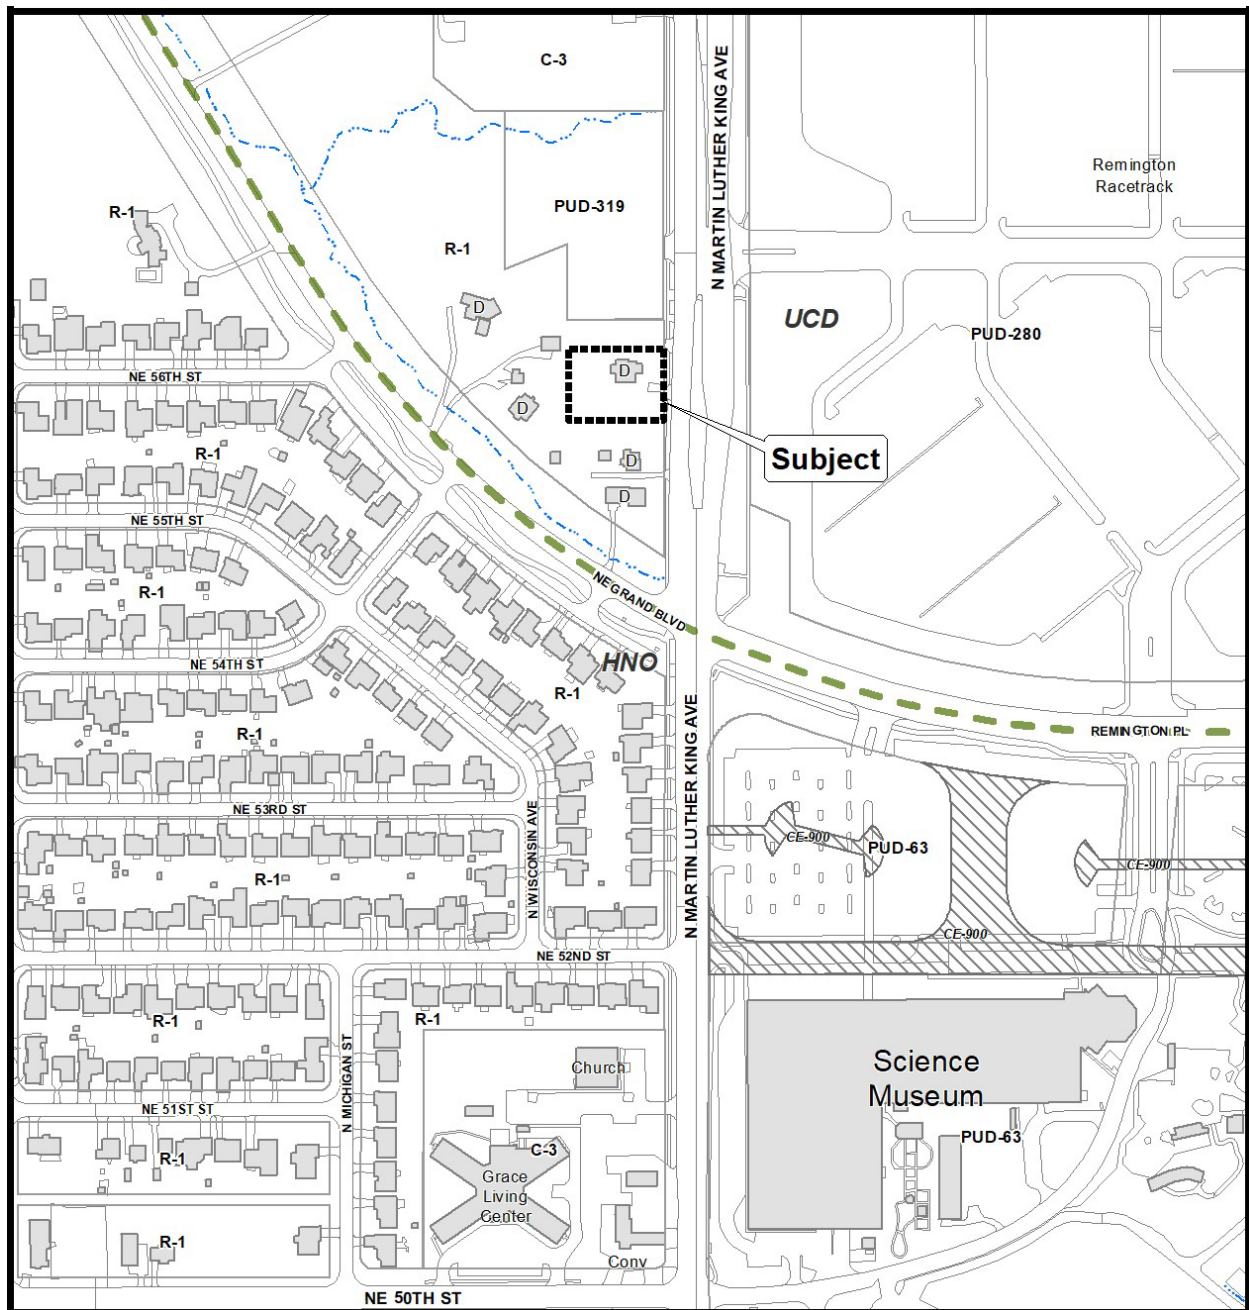 C-3
N MARTIN LUTHER KING AVE
Remington
Racetrack
R-1
PUD-319
R-1
UCD
PUD-280
D
D
D
NE 56TH ST
Subject
R-1
D
D
NE 55TH ST
R-1
NE GRAND BLVD
NE 54TH ST
HNO
R-1
R-1
N MARTIN LUTHER KING AVE
REMINGTON PL
NE 53RD ST
N WISCONSIN AVE
CE-900
PUD-63
CE-900
R-1
CE-900
NE 52ND ST
R-1
R-1
N MICHIGAN ST
Church
Science
Museum
NE 51ST ST
PUD-63
R-1
C-3
Grace
Living
Center
R-1
Conv
NE 50TH ST